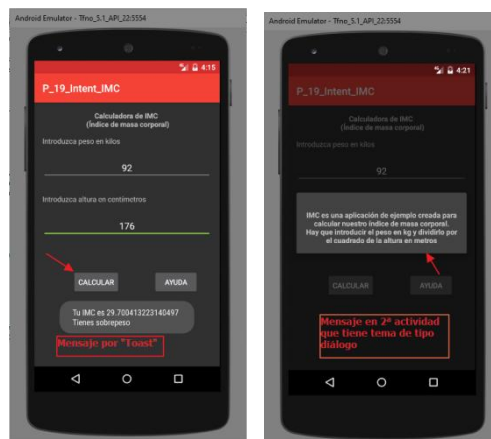 Android Emulator - Tfno_5.1_API_22:5554
4:15
P_19_Intent_IMC
Calculadora de IMC
(Índice de masa corporal)
Introduzca peso en kilos
92
Introduzca altura en centímetros
176
CALCULAR
AYUDA
Tu IMC es 29.700413223140497
Tienes sobrepeso
Mensaje por "Toast"
Android Emulator - Tfno_5.1_API_22:5554
4:21
P_19_Intent_IMC
Calculadora de IMC
(Índice de masa corporal)
Introduzca peso en kilos
92
IMC es una aplicación de ejemplo creada para
calcular nuestro índice de masa corporal.
Hay que introducir el peso en kg y dividirlo por
el cuadrado de la altura en metros
CALCULAR
AYUDA
Mensaje en 2ª actividad
que tiene tema de tipo
diálogo